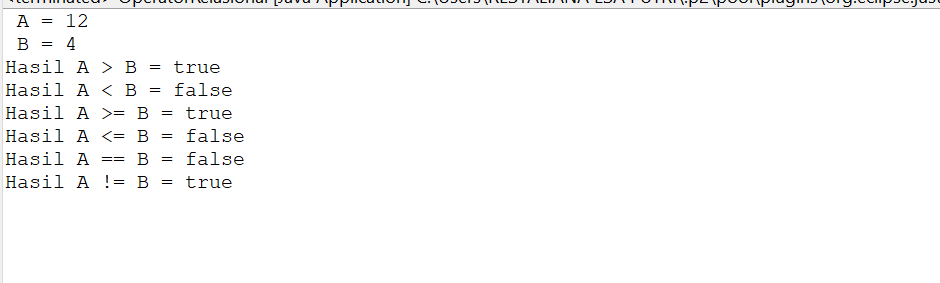 A = 12
B = 4
Hasil A > B = true
Hasil A < B = false
Hasil A >= B = true
Hasil A <= B = false
Hasil A == B = false
Hasil A != B = true